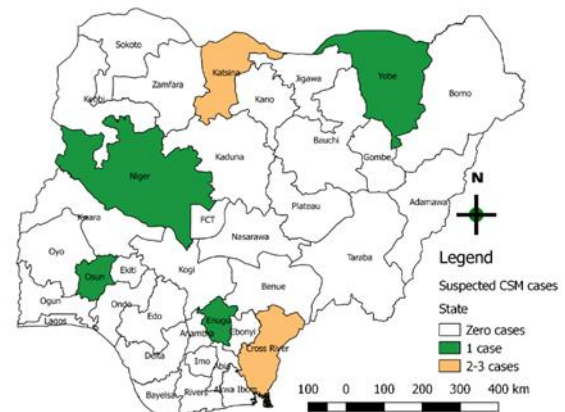 Sokoto
Katsina
Yobe
Jigawa
Zamfara
Borno
Kebbi
Kano
Bauchi
Gombe
Kaduna
Niger
Adamawa
N
Plateau
FCT
Kwara
Nasarawa
Taraba
Oyo
Legend
Kogi
Osun
Ekiti
Benue
Suspected CSM cases
State
Ogun
Ondo
Enugu
Zero cases
Lagos
Edo
Anambra
Ebonyi
1 case
Cross River
2-3 cases
Delta
Imo
Abia
Akwa Ibom
Bayelsa
Rivers
100 0 100 200 300 400 km